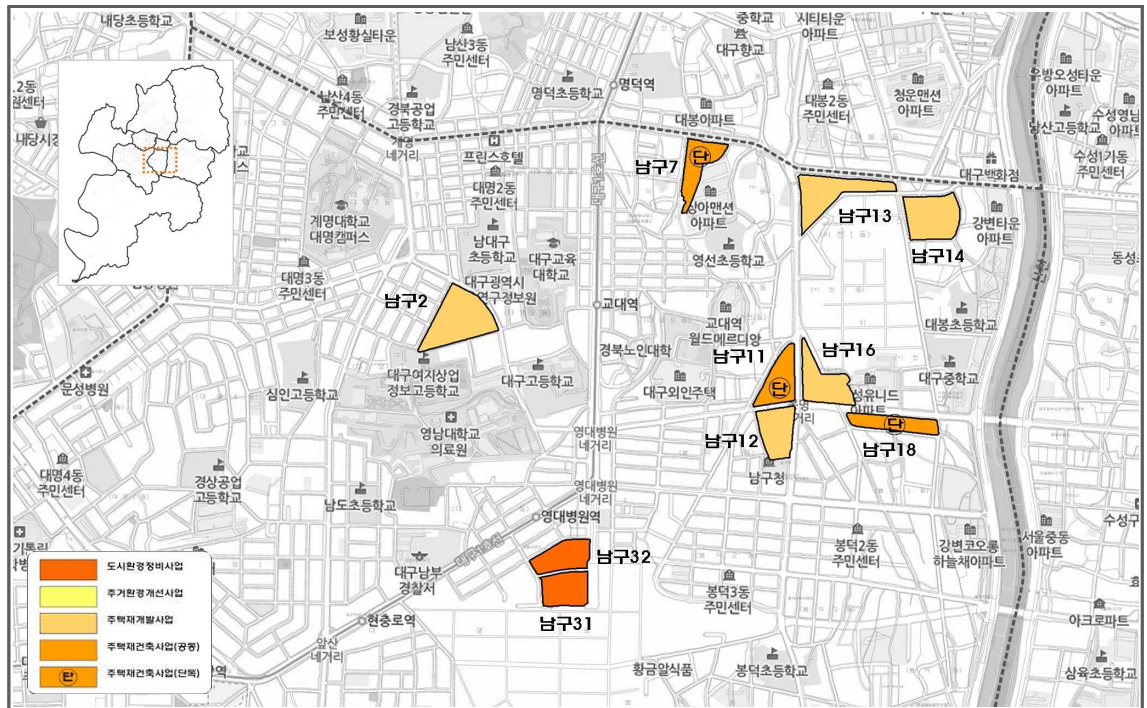 내당초등학교
보성황실타운
남산3동
주민센터
중학교
대구향교
시티타운
아파트
우방오성타운
아파트
남산4동
주민센터
경북공업
고등학교
명덕초등학교
명덕역
대봉아파트
대봉2동
주민센터
청운맨션
아파트
수성영남
수성1가동
주민센터
내당시장
계명
네거리
프린스호텔
대명2동
주민센터
남구7
단
대구백화점
계명대학교
대명캠퍼스
남대구
초등학교
대구교육
대학교
아파트
영선초등학교
남구13
남구14
강변타운
아파트
대명3동
주민센터
대구광역시
연구정보원
남구2
교대역
교대역
월드메르디앙
경북노인대학
남구11
남구16
대봉초등학교
문성병원
심인고등학교
대구여자상업
정보고등학교
대구고등학교
대구외인주택
단
대구중학교
성유니드
아파트
영남대학교
의료원
영대병원
네거리
남구12
남구청
단
남구18
대명4동
주민센터
경상공업
고등학교
남도초등학교
영대병원
네거리
영대병원역
대구남부
경찰서
남구32
남구31
봉덕2동
주민센터
강변코오롱
하늘채아파트
서울중동
아파트
봉덕3동
주민센터
현충로역
앞산
네거리
황금알식품
봉덕초등학교
아크로파트
삼육초등학교
도시환경정비사업
주거환경개선사업
주택재개발사업
주택재건축사업(공동)
단
주택재건축사업(단독)